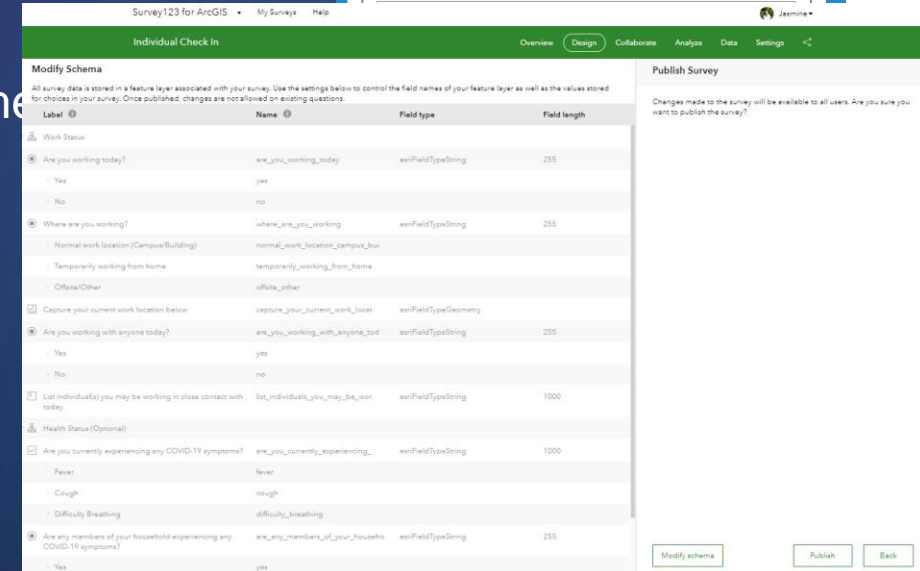 Survey123 for ArcGIS My Surveys Help Jasmine
Individual Check In Overview Design Collaborate Analyze Data Settings
Modify Schema
All survey data is stored in a feature layer associated with your survey. Use the settings below to control the field names of your feature layer as well as the values stored
for choices in your survey. Once published, changes are not allowed on existing questions.
Label Name Field type Field length
Work Status
Are you working today? are_you_working_today esriFieldTypeString 255
Yes yes
No no
Where are you working? where_are_you_working esriFieldTypeString 255
Normal work location (Campus/Building) normal_work_location_campus_bui
Temporarily working from home temporarily_working_from_home
Offsite/Other offsite_other
Capture your current work location below capture_your_current_work_locat esriFieldTypeGeometry
Are you working with anyone today? are_you_working_with_anyone_tod esriFieldTypeString 255
Yes yes
No no
List individual(s) you may be working in close contact with list_individuals_you_may_be_wor esriFieldTypeString 1000
today
Health Status (Optional)
Are you currently experiencing any COVID-19 symptoms? are_you_currently_experiencing_ esriFieldTypeString 1000
Fever fever
Cough cough
Difficulty Breathing difficulty_breathing
Are any members of your household experiencing any are_any_members_of_your_househo esriFieldTypeString 255
COVID-19 symptoms?
Yes yes
Publish Survey
Changes made to the survey will be available to all users. Are you sure you
want to publish the survey?
Modify schema Publish Back